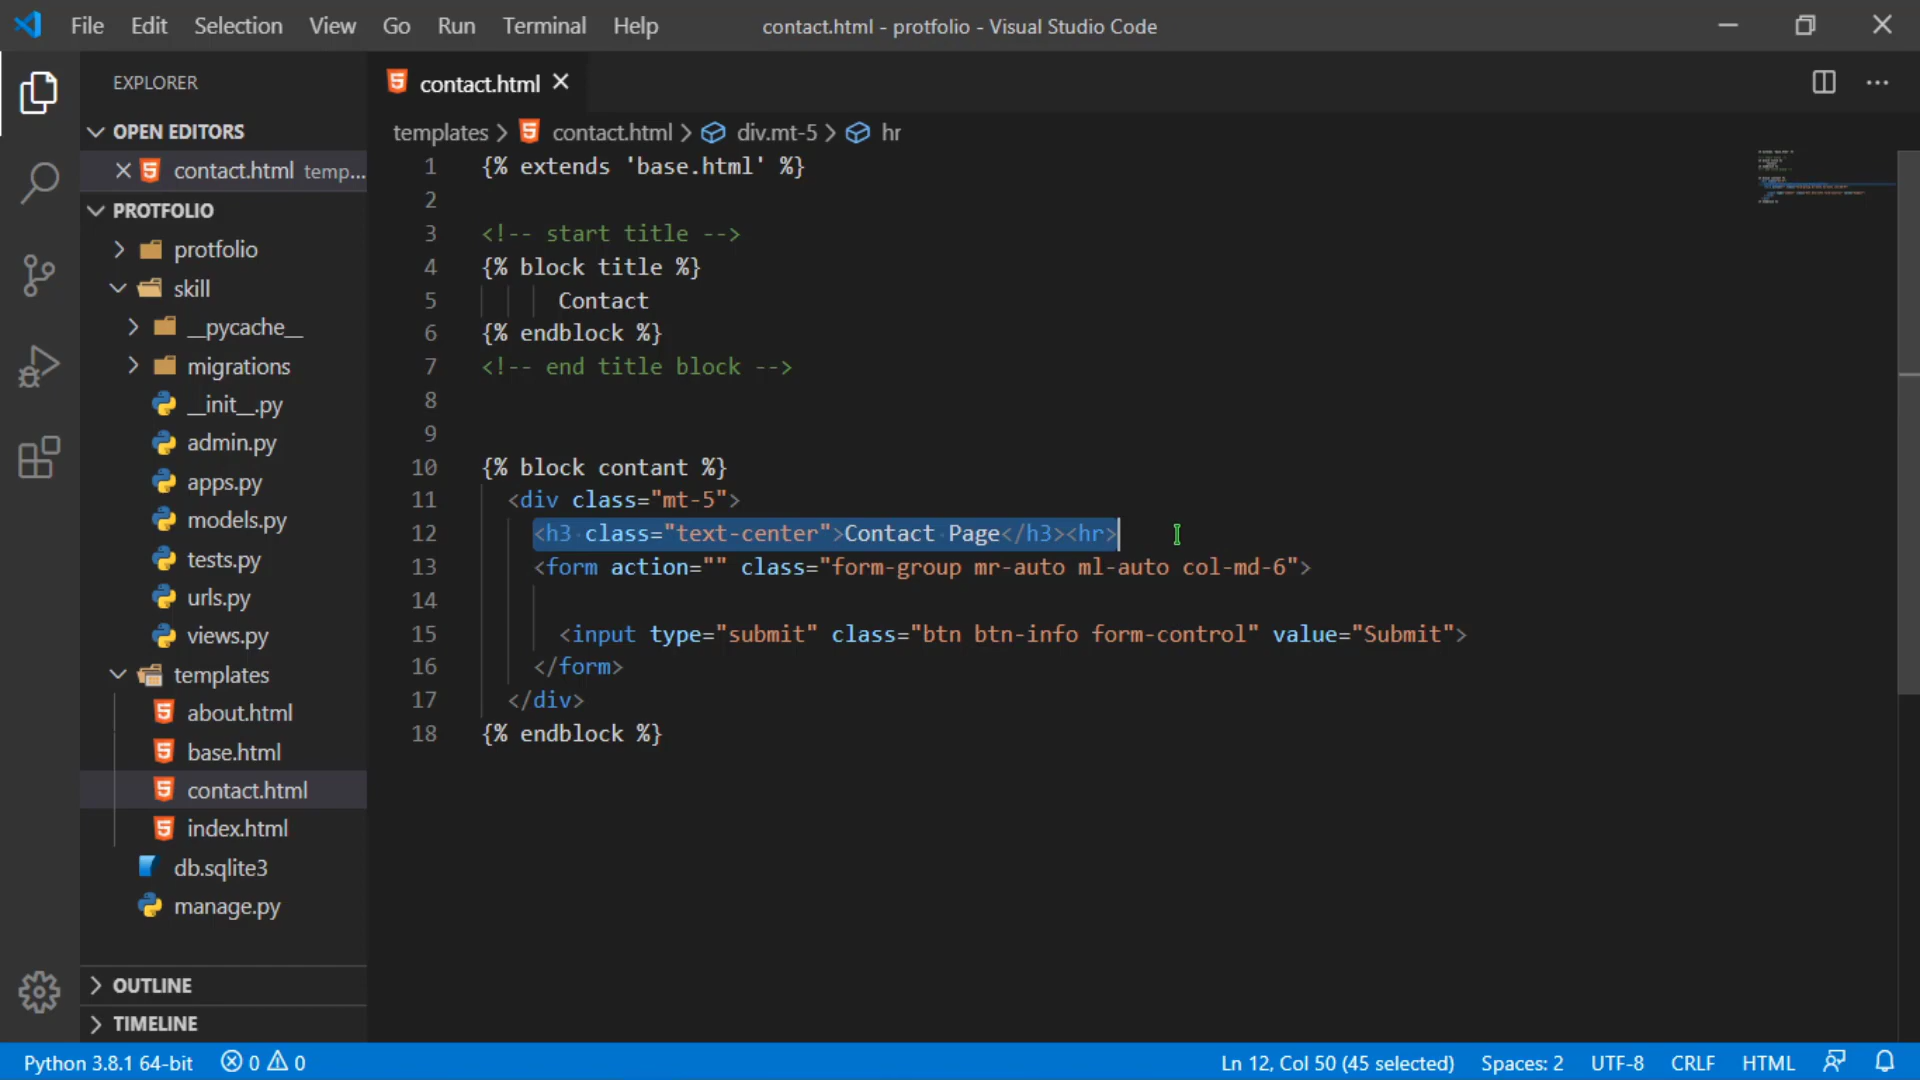 File Edit Selection View Go Run Terminal Help contact.html - protfolio - Visual Studio Code
EXPLORER
OPEN EDITORS
contact.html temp...
PROTFOLIO
protfolio
skill
__pycache__
migrations
__init__.py
admin.py
apps.py
models.py
tests.py
urls.py
views.py
templates
about.html
base.html
contact.html
index.html
db.sqlite3
manage.py
OUTLINE
TIMELINE
contact.html
templates > contact.html > div.mt-5 > hr
1 {% extends 'base.html' %}
2
3 <!-- start title -->
4 {% block title %}
5 Contact
6 {% endblock %}
7 <!-- end title block -->
8
9
10 {% block contant %}
11 <div class="mt-5">
12 <h3 class="text-center">Contact Page</h3><hr>
13 <form action="" class="form-group mr-auto ml-auto col-md-6">
14
15 <input type="submit" class="btn btn-info form-control" value="Submit">
16 </form>
17 </div>
18 {% endblock %}
Python 3.8.1 64-bit 0 0 Ln 12, Col 50 (45 selected) Spaces: 2 UTF-8 CRLF HTML